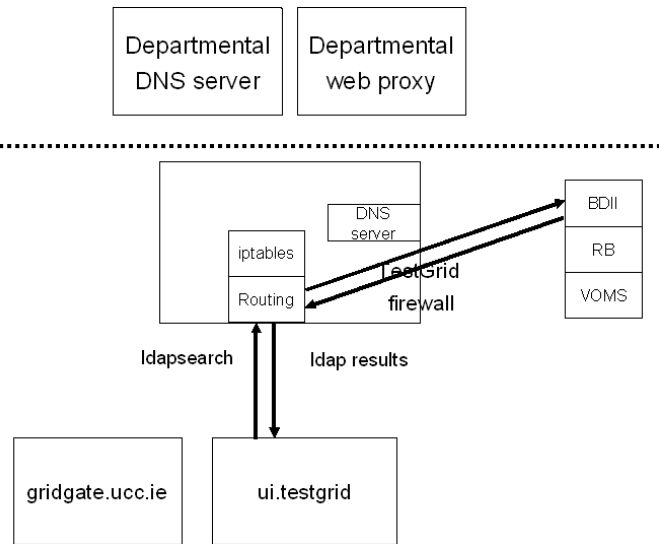 Departmental
DNS server
Departmental
web proxy
DNS
server
BDII
iptables
RB
TestGrid
firewall
Routing
VOMS
ldapsearch
ldap results
gridgate.ucc.ie
ui.testgrid